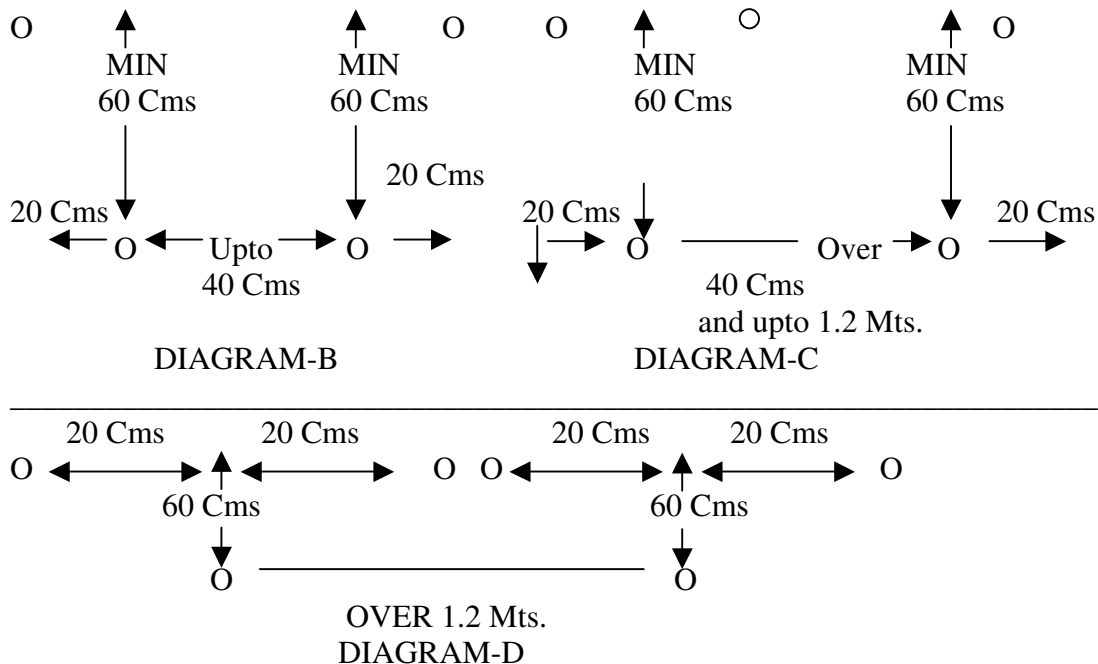 O O O O O
MIN MIN MIN MIN
60 Cms 60 Cms 60 Cms 60 Cms
20 Cms
20 Cms 20 Cms 20 Cms
O Upto O O Over O
40 Cms 40 Cms
and upto 1.2 Mts.
DIAGRAM-B DIAGRAM-C
20 Cms 20 Cms 20 Cms 20 Cms
O O O O
60 Cms 60 Cms
O O
OVER 1.2 Mts.
DIAGRAM-D